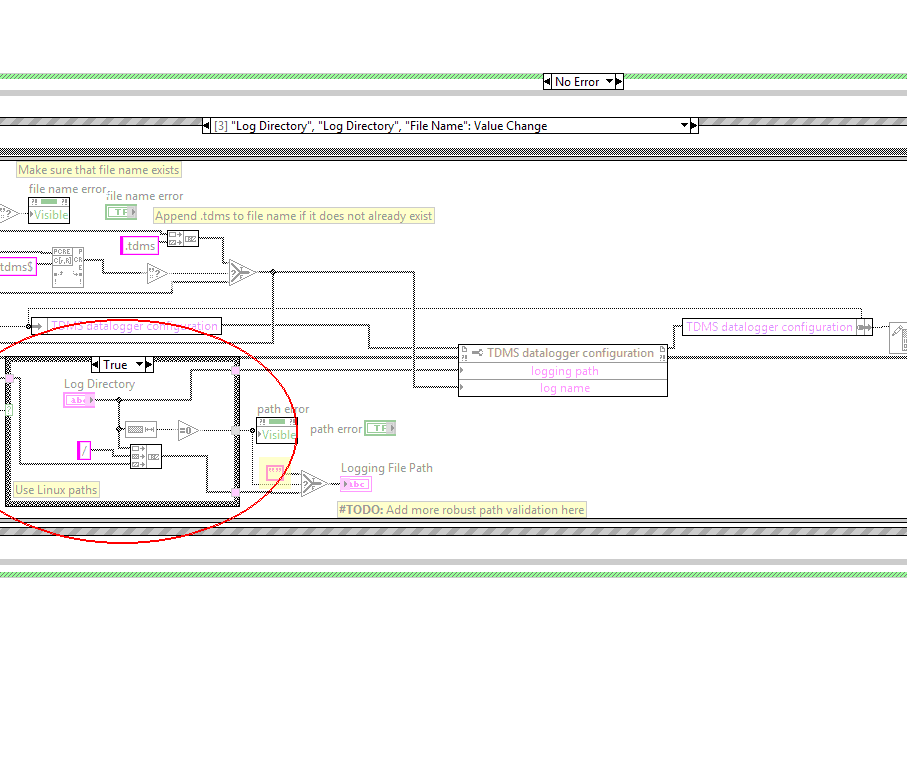 No Error
[3] "Log Directory", "Log Directory", "File Name": Value Change
Make sure that file name exists
file name error
file name error
Visible
TF
Append .tdms to file name if it does not already exist
.tdms
tdms$
TDMS datalogger configuration
TDMS datalogger configuration
TDMS datalogger configuration
logging path
log name
True
Log Directory
abc
path error
Visible
path error
TF
=0
/
Use Linux paths
""
Logging File Path
abc
#TODO: Add more robust path validation here